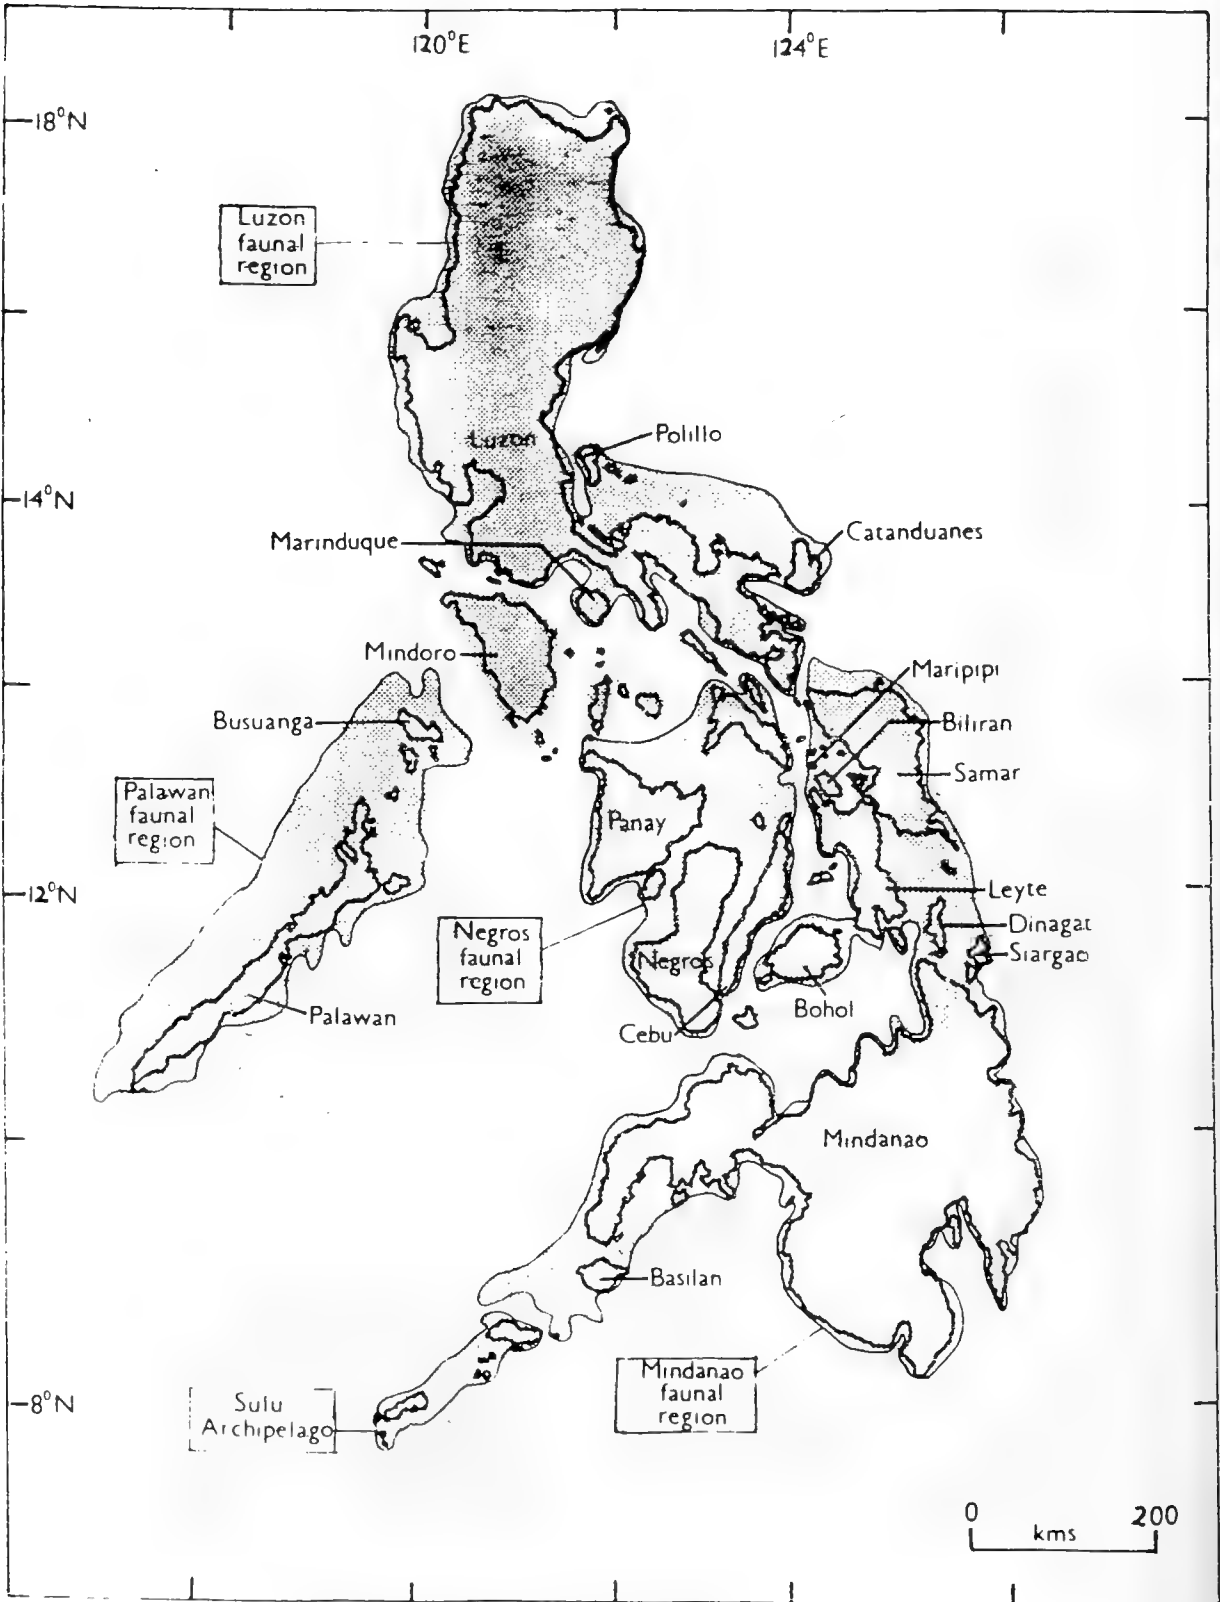 120°E
124°E
18°N
Luzon
faunal
region
Luzon
Polillo
14°N
Marinduque
Catanduanes
Mindoro
Maripipi
Busuanga
Biliran
Samar
Palawan
faunal
region
Panay
12°N
Leyte
Negros
faunal
region
Dinagat
Siargao
Negros
Palawan
Bohol
Cebu
Mindanao
Basilan
Mindanao
faunal
region
8°N
Sulu
Archipelago
0 200
kms